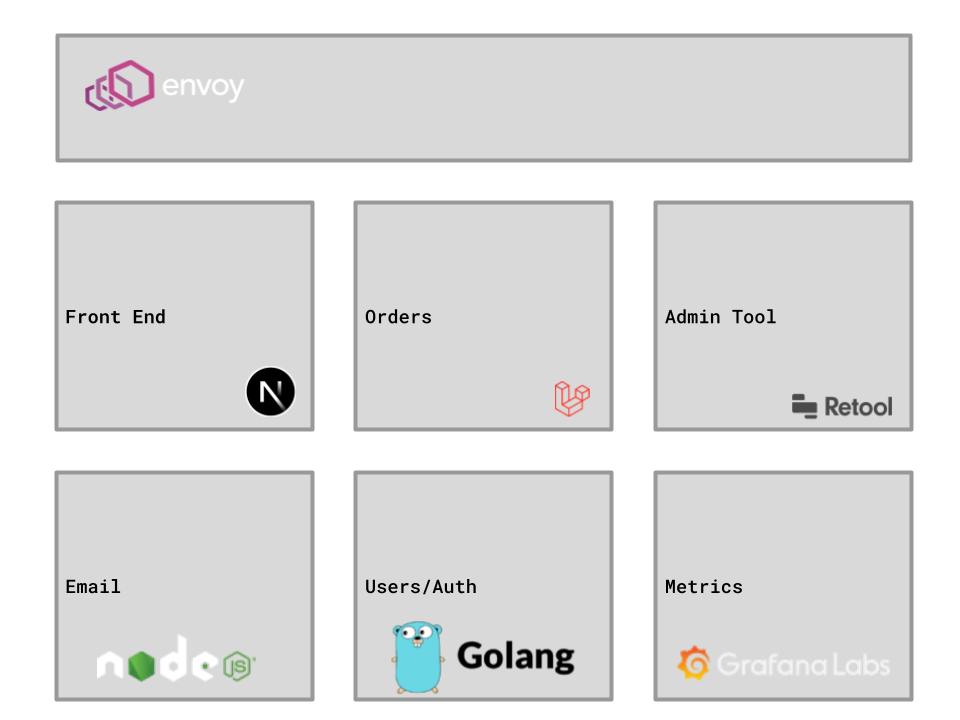 envoy
Front End
Orders
Admin Tool
N
Retool
Email
Users/Auth
Metrics
node
JS
Golang
Grafana Labs